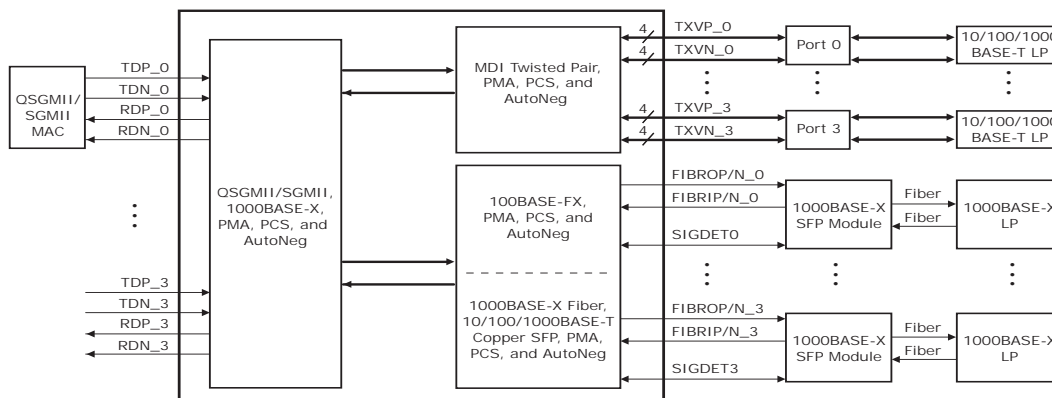 QSGMII/
SGMII
MAC
TDP_0
TDN_0
RDP_0
RDN_0
TDP_3
TDN_3
RDP_3
RDN_3
QSGMII/SGMII,
1000BASE-X,
PMA, PCS, and
AutoNeg
MDI Twisted Pair,
PMA, PCS, and
AutoNeg
100BASE-FX,
PMA, PCS, and
AutoNeg
1000BASE-X Fiber,
10/100/1000BASE-T
Copper SFP, PMA,
PCS, and AutoNeg
4 TXVP_0
4 TXVN_0
4 TXVP_3
4 TXVN_3
Port 0
Port 3
10/100/1000
BASE-T LP
10/100/1000
BASE-T LP
FIBROP/N_0
FIBRIP/N_0
SIGDET0
1000BASE-X
SFP Module
Fiber
Fiber
1000BASE-X
LP
FIBROP/N_3
FIBRIP/N_3
SIGDET3
1000BASE-X
SFP Module
Fiber
Fiber
1000BASE-X
LP